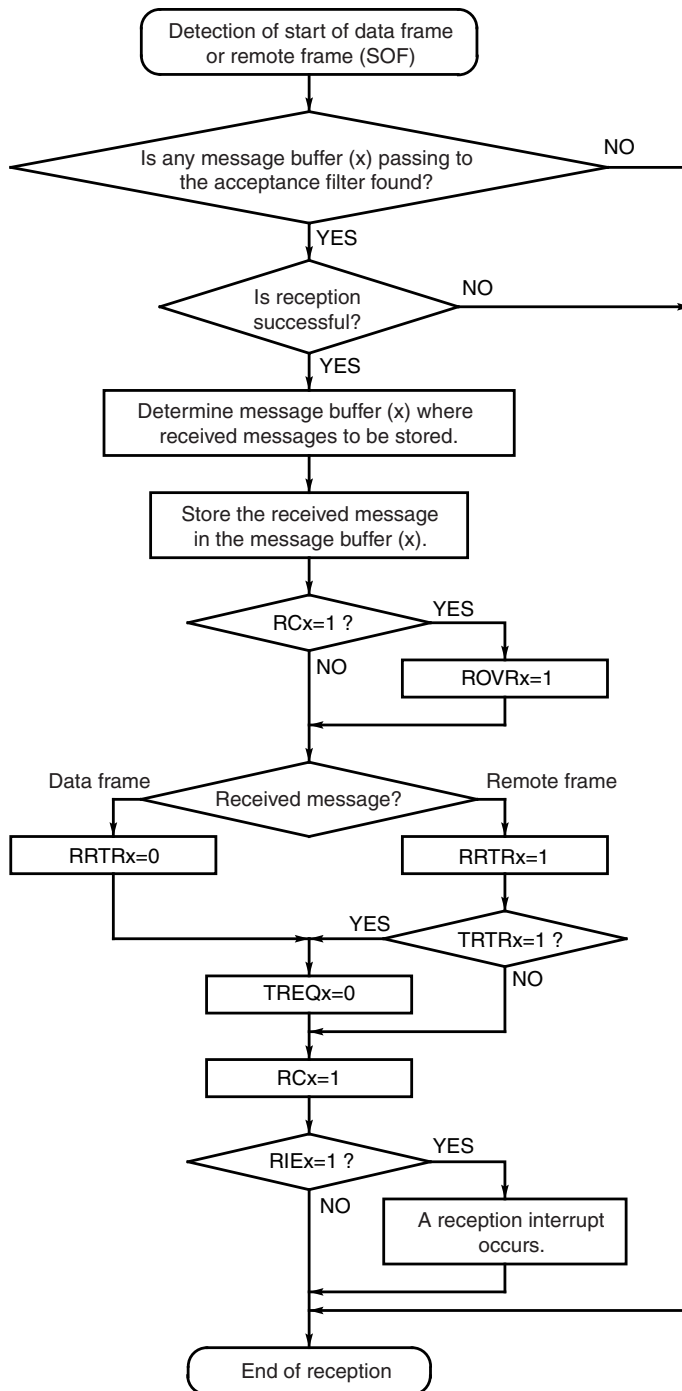 Detection of start of data frame
or remote frame (SOF)
Is any message buffer (x) passing to
the acceptance filter found?
NO
YES
Is reception
successful?
NO
YES
Determine message buffer (x) where
received messages to be stored.
Store the received message
in the message buffer (x).
RCx=1 ?
YES
NO
ROVRx=1
Data frame
Received message?
Remote frame
RRTRx=0
RRTRx=1
YES
TRTRx=1 ?
NO
TREQx=0
RCx=1
RIEx=1 ?
YES
NO
A reception interrupt
occurs.
End of reception